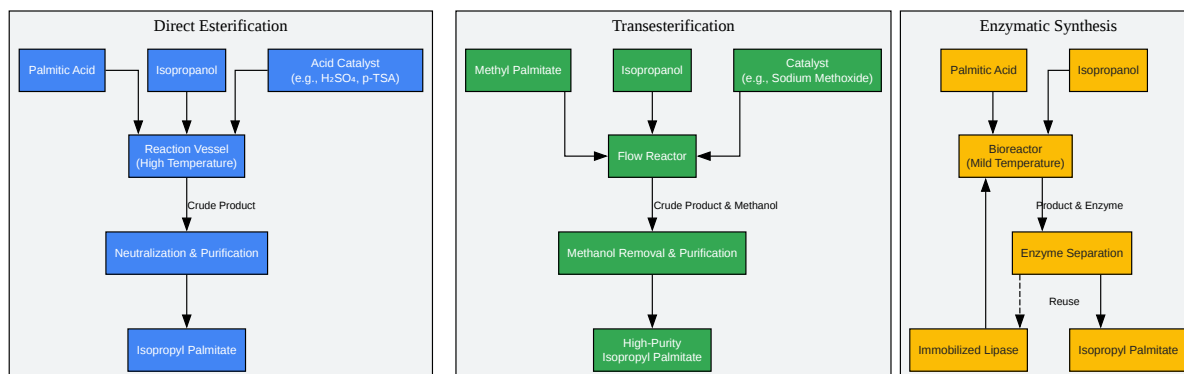 Direct Esterification
Palmitic Acid
Isopropanol
Acid Catalyst
(e.g., H₂SO₄, p-TSA)
Reaction Vessel
(High Temperature)
Crude Product
Neutralization & Purification
Isopropyl Palmitate
Transesterification
Methyl Palmitate
Isopropanol
Catalyst
(e.g., Sodium Methoxide)
Flow Reactor
Crude Product & Methanol
Methanol Removal & Purification
High-Purity
Isopropyl Palmitate
Enzymatic Synthesis
Palmitic Acid
Isopropanol
Bioreactor
(Mild Temperature)
Product & Enzyme
Enzyme Separation
Reuse
Immobilized Lipase
Isopropyl Palmitate